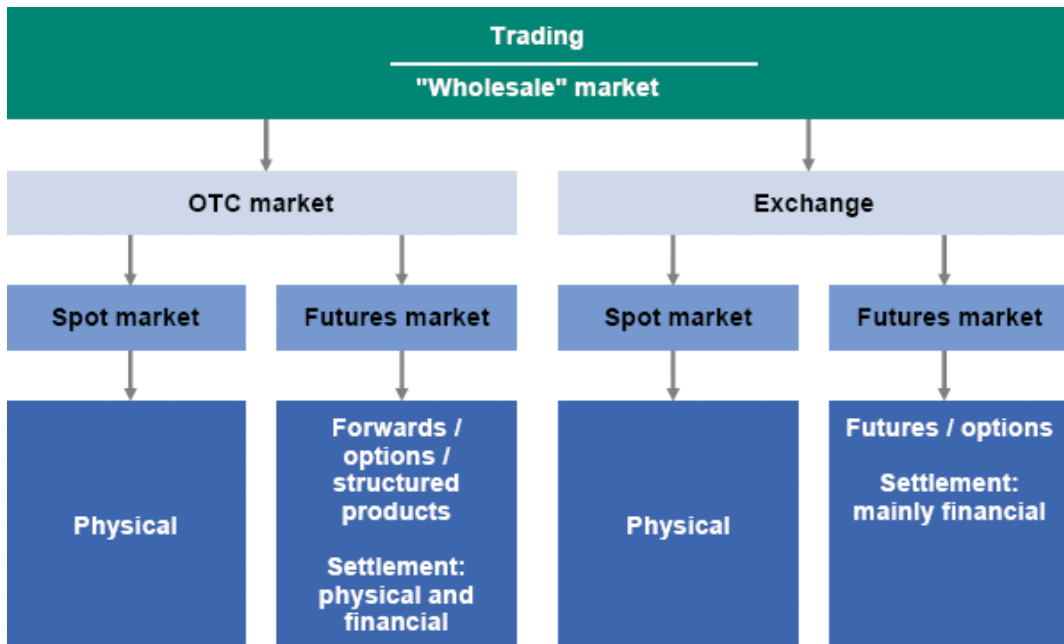 Trading
"Wholesale" market
OTC market
Exchange
Spot market
Futures market
Spot market
Futures market
Physical
Forwards /
options /
structured
products
Settlement:
physical and
financial
Physical
Futures / options
Settlement:
mainly financial